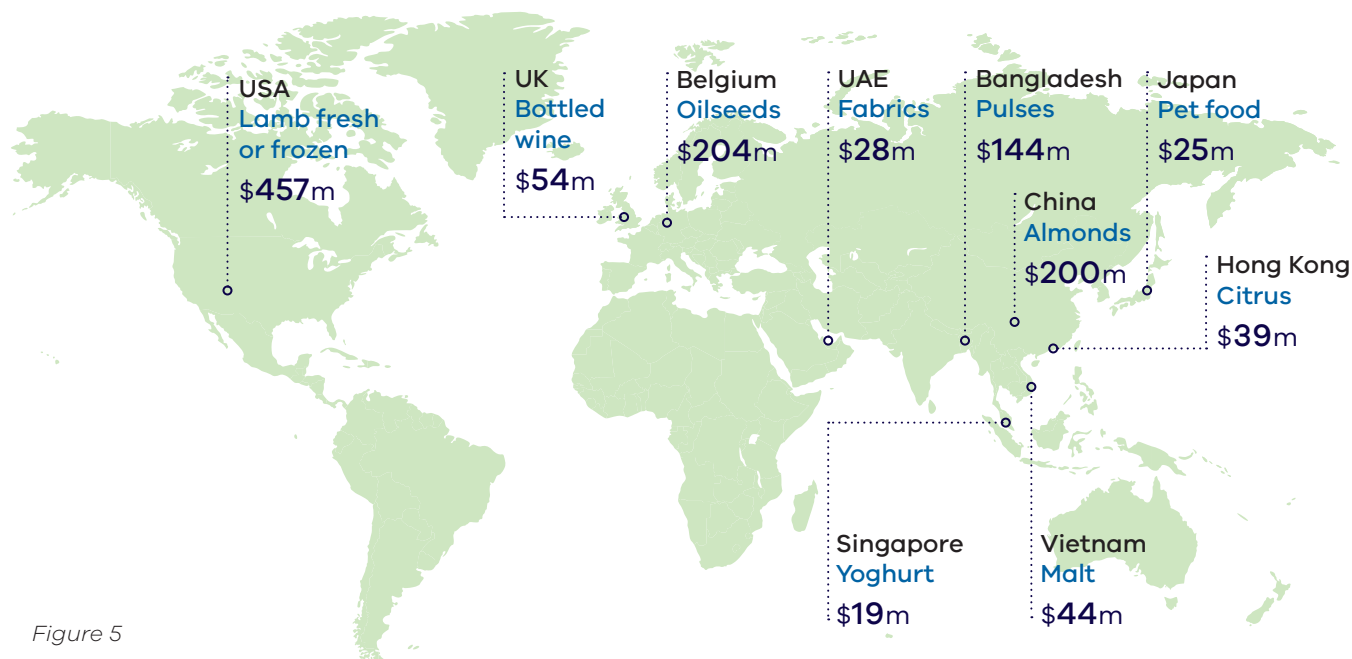 USA
Lamb fresh
or frozen
$457m
UK
Bottled
wine
$54m
Belgium
Oilseeds
$204m
UAE
Fabrics
$28m
Bangladesh
Pulses
$144m
Japan
Pet food
$25m
China
Almonds
$200m
Hong Kong
Citrus
$39m
Singapore
Yoghurt
$19m
Vietnam
Malt
$44m
Figure 5